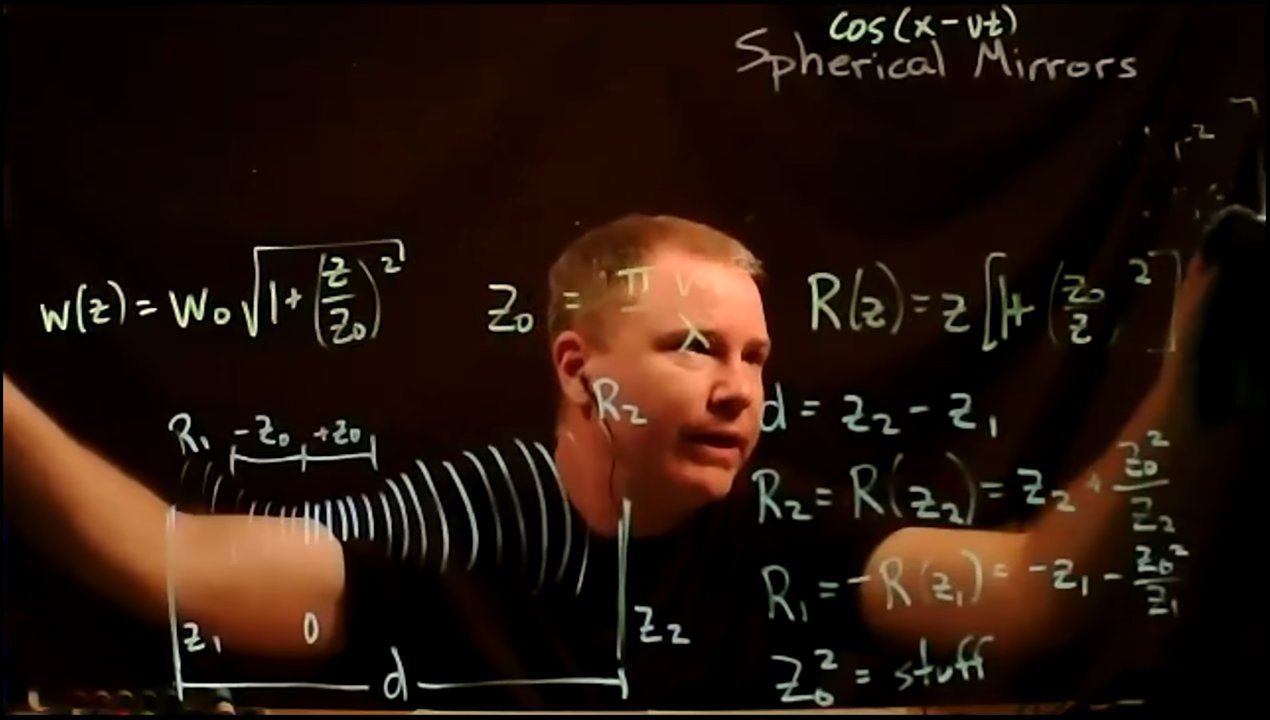 cos(x-vt)
Spherical Mirrors
w(z) = w₀ √(1+(z/z₀)²)
z₀ = π / λ
R(z) = z [1+(z₀/z)²]
R₁ -z₀ +z₀
R₂
d = z₂ - z₁
R₂ = R(z₂) = z₂ + z₀²/z₂
R₁ = -R(z₁) = -z₁ - z₀²/z₁
z₁ 0 z₂
d
z₀² = stuff